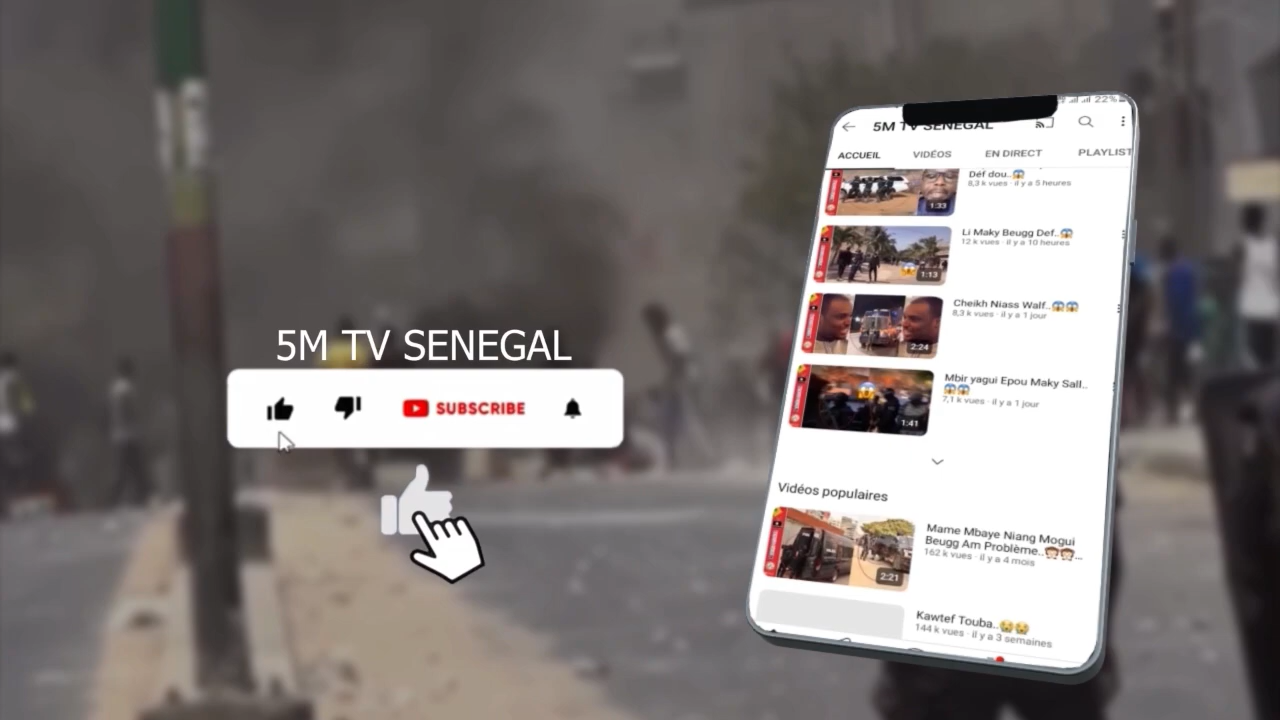 5M TV SENEGAL
SUBSCRIBE
22%
5M TV SENEGAL
ACCUEIL VIDÉOS EN DIRECT PLAYLIST
Déf dou..😱
8,3 k vues · il y a 5 heures
1:33
Li Maky Beugg Def..😱
12 k vues · il y a 10 heures
1:13
Cheikh Niass Walf..😱😱
8,3 k vues · il y a 1 jour
2:24
Mbir yagui Epou Maky Sall..
😱😱
7,1 k vues · il y a 1 jour
1:41
Vidéos populaires
Mame Mbaye Niang Mogui
Beugg Am Problème..🤦🤦...
162 k vues · il y a 4 mois
2:21
Kawtef Touba..😭😭
144 k vues · il y a 3 semaines